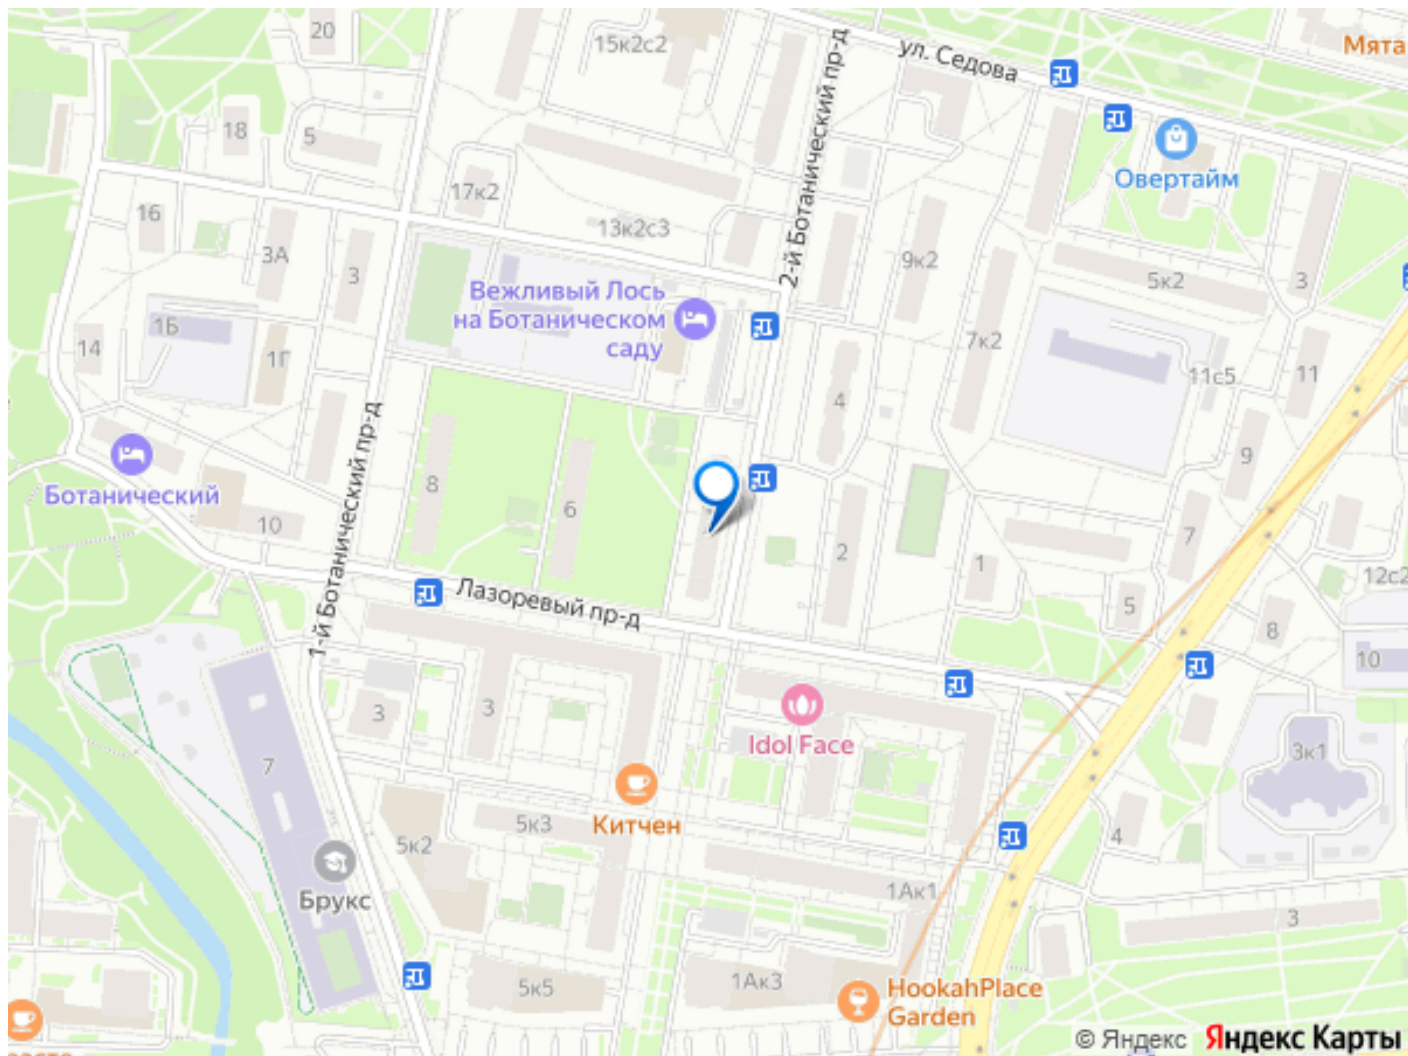 20
15к2с2
2-й Ботанический пр-д
ул. Седова
Мята
18
5
Овертайм
17к2
16
13к2с3
3А
3
9к2
5к2
3
Вежливый Лось
на Ботаническом
саду
1Б
14
1Г
7к2
11с5
11
4
1-й Ботанический пр-д
9
Ботанический
8
6
10
2
7
1
12с2
Лазоревый пр-д
5
8
10
3
3
Idol Face
3к1
7
Китчен
5к3
5к2
4
Брукс
1Ак1
3
5к5
1Ак3
HookahPlace
Garden
© Яндекс Яндекс Карты